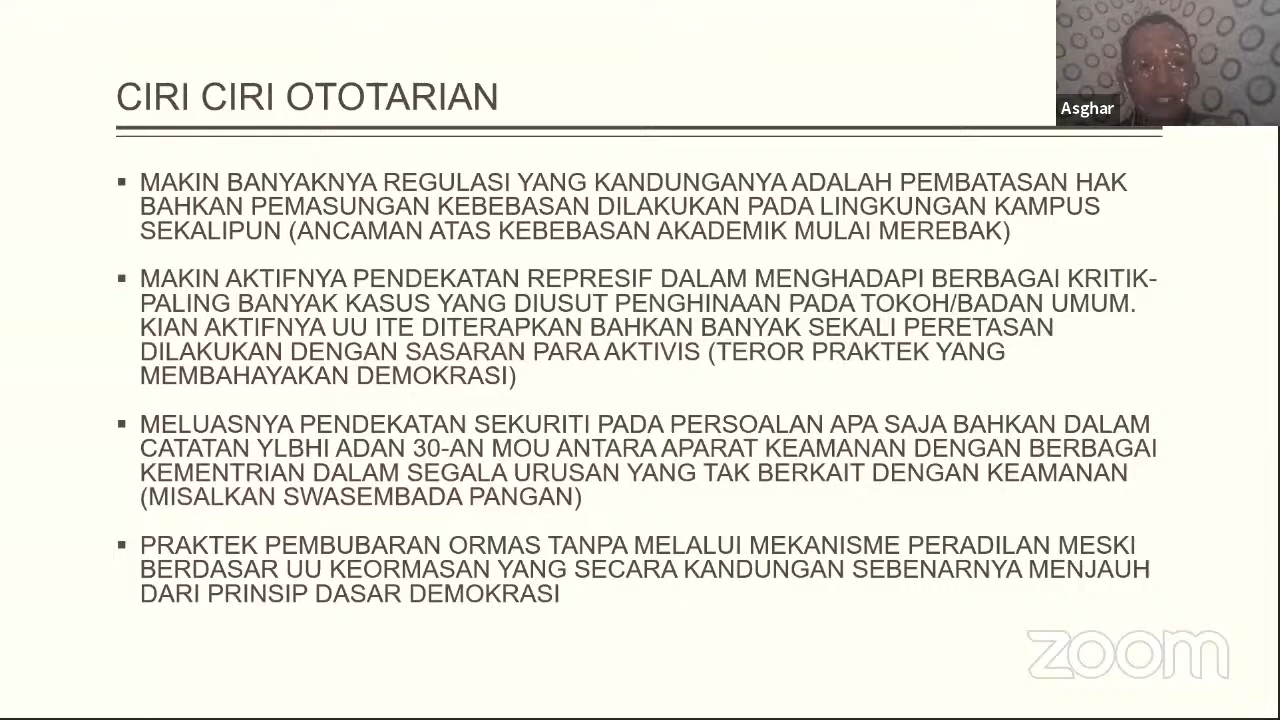 CIRI CIRI OTOTARIAN
Asghar
▪ MAKIN BANYAKNYA REGULASI YANG KANDUNGANYA ADALAH PEMBATASAN HAK
BAHKAN PEMASUNGAN KEBEBASAN DILAKUKAN PADA LINGKUNGAN KAMPUS
SEKALIPUN (ANCAMAN ATAS KEBEBASAN AKADEMIK MULAI MEREBAK)
▪ MAKIN AKTIFNYA PENDEKATAN REPRESIF DALAM MENGHADAPI BERBAGAI KRITIK-
PALING BANYAK KASUS YANG DIUSUT PENGHINAAN PADA TOKOH/BADAN UMUM.
KIAN AKTIFNYA UU ITE DITERAPKAN BAHKAN BANYAK SEKALI PERETASAN
DILAKUKAN DENGAN SASARAN PARA AKTIVIS (TEROR PRAKTEK YANG
MEMBAHAYAKAN DEMOKRASI)
▪ MELUASNYA PENDEKATAN SEKURITI PADA PERSOALAN APA SAJA BAHKAN DALAM
CATATAN YLBHI ADAN 30-AN MOU ANTARA APARAT KEAMANAN DENGAN BERBAGAI
KEMENTRIAN DALAM SEGALA URUSAN YANG TAK BERKAIT DENGAN KEAMANAN
(MISALKAN SWASEMBADA PANGAN)
▪ PRAKTEK PEMBUBARAN ORMAS TANPA MELALUI MEKANISME PERADILAN MESKI
BERDASAR UU KEORMASAN YANG SECARA KANDUNGAN SEBENARNYA MENJAUH
DARI PRINSIP DASAR DEMOKRASI
zoom